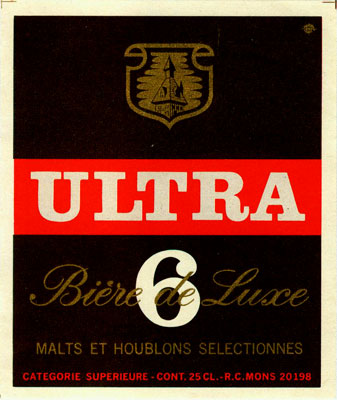 ULTRA
6
Bière de Luxe
MALTS ET HOUBLONS SELECTIONNES
CATEGORIE SUPERIEURE - CONT. 25 CL. - R.C. MONS 20198